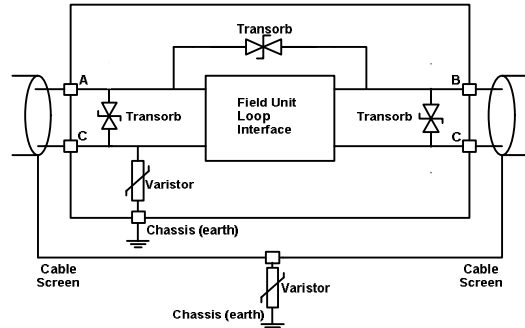 Transorb
A
B
Field Unit
Loop
Interface
Transorb
Transorb
C
C
Varistor
Chassis (earth)
Cable
Screen
Cable
Screen
Varistor
Chassis (earth)